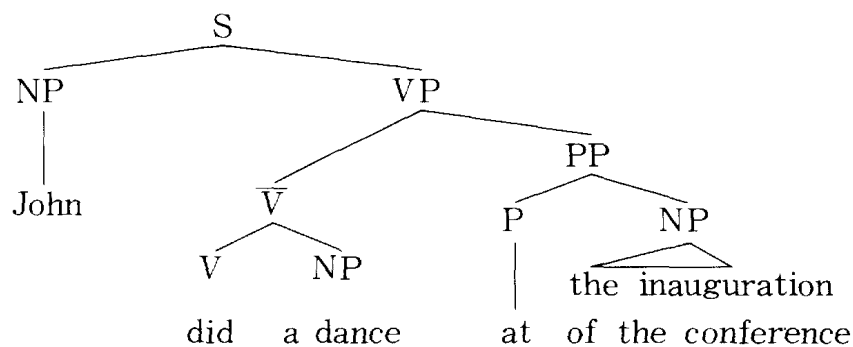 S
NP VP
PP
John V̅ P NP
V NP
the inauguration
did a dance at of the conference